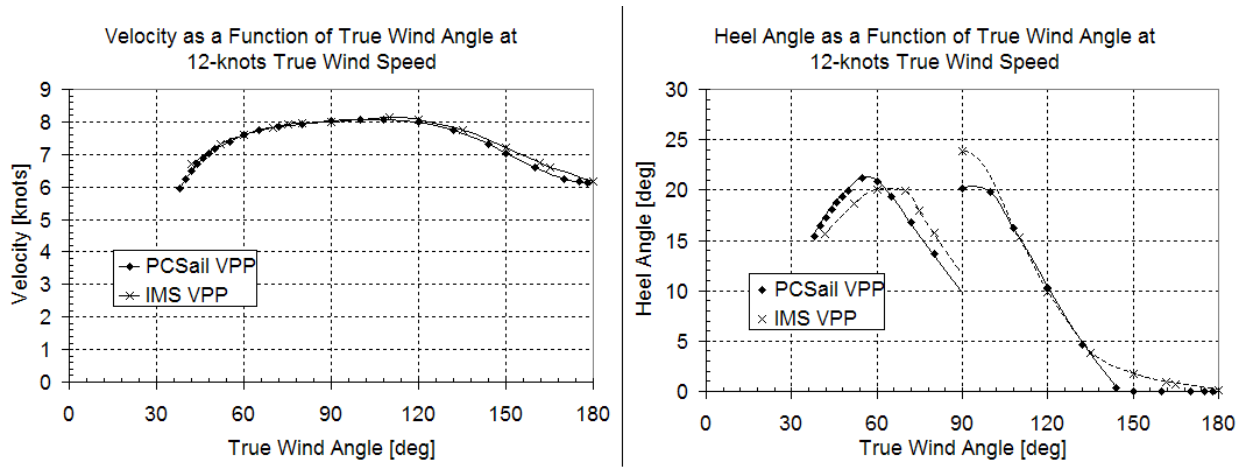 Velocity as a Function of True Wind Angle at
12-knots True Wind Speed
9
8
7
6
5
4
3
2
1
0
Velocity [knots]
PCSail VPP
IMS VPP
0 30 60 90 120 150 180
True Wind Angle [deg]
Heel Angle as a Function of True Wind Angle at
12-knots True Wind Speed
30
25
20
15
10
5
0
Heel Angle [deg]
PCSail VPP
IMS VPP
0 30 60 90 120 150 180
True Wind Angle [deg]